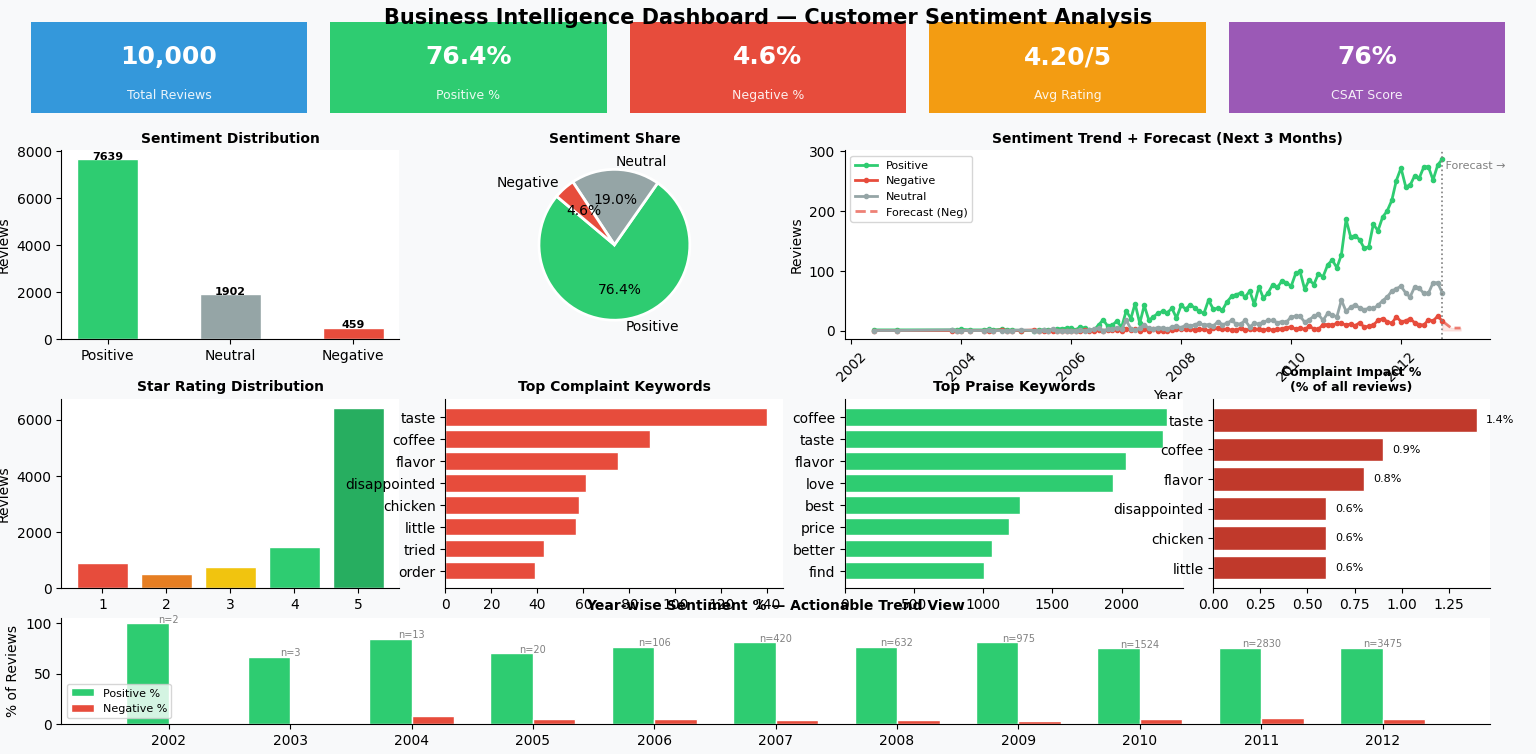 Business Intelligence Dashboard — Customer Sentiment Analysis
10,000
Total Reviews
76.4%
Positive %
4.6%
Negative %
4.20/5
Avg Rating
76%
CSAT Score
Sentiment Distribution
Reviews
8000
6000
4000
2000
0
7639
1902
459
Positive
Neutral
Negative
Sentiment Share
Neutral
Negative
19.0%
4.6%
76.4%
Positive
Sentiment Trend + Forecast (Next 3 Months)
Reviews
300
200
100
0
Positive
Negative
Neutral
Forecast (Neg)
Forecast →
2002
2004
2006
2008
2010
2012
Year
Star Rating Distribution
Reviews
6000
4000
2000
0
1
2
3
4
5
Top Complaint Keywords
taste
coffee
flavor
disappointed
chicken
little
tried
order
0
20
40
60
80
100
120
140
Top Praise Keywords
coffee
taste
flavor
love
best
price
better
find
0
500
1000
1500
2000
Complaint Impact %
(% of all reviews)
taste
coffee
flavor
disappointed
chicken
little
1.4%
0.9%
0.8%
0.6%
0.6%
0.6%
0.00
0.25
0.50
0.75
1.00
1.25
Year-wise Sentiment % — Actionable Trend View
% of Reviews
100
50
0
n=2
n=3
n=13
n=20
n=106
n=420
n=632
n=975
n=1524
n=2830
n=3475
Positive %
Negative %
2002
2003
2004
2005
2006
2007
2008
2009
2010
2011
2012